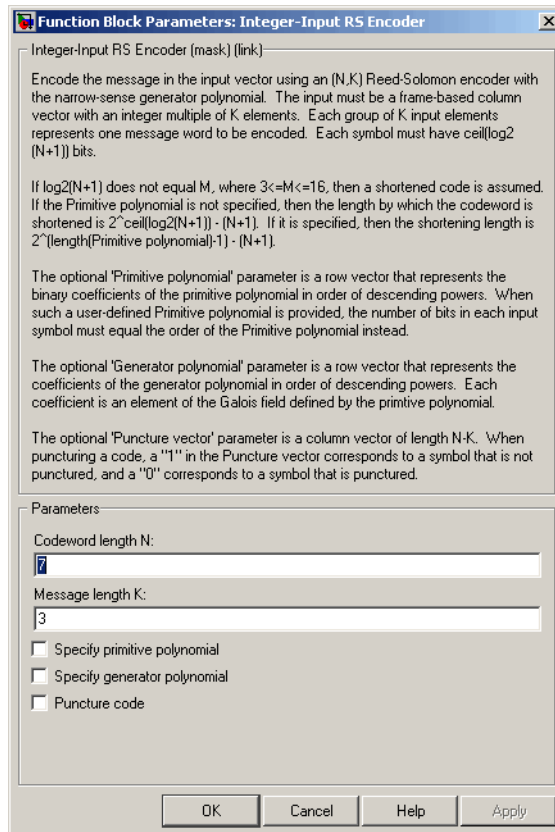 Function Block Parameters: Integer-Input RS Encoder
Integer-Input RS Encoder (mask) (link)
Encode the message in the input vector using an (N,K) Reed-Solomon encoder with
the narrow-sense generator polynomial.  The input must be a frame-based column
vector with an integer multiple of K elements.  Each group of K input elements
represents one message word to be encoded.  Each symbol must have ceil(log2
(N+1)) bits.
If log2(N+1) does not equal M, where 3<=M<=16, then a shortened code is assumed.
If the Primitive polynomial is not specified, then the length by which the codeword is
shortened is 2^ceil(log2(N+1)) - (N+1).  If it is specified, then the shortening length is
2^(length(Primitive polynomial)-1) - (N+1).
The optional 'Primitive polynomial' parameter is a row vector that represents the
binary coefficients of the primitive polynomial in order of descending powers.  When
such a user-defined Primitive polynomial is provided, the number of bits in each input
symbol must equal the order of the Primitive polynomial instead.
The optional 'Generator polynomial' parameter is a row vector that represents the
coefficients of the generator polynomial in order of descending powers.  Each
coefficient is an element of the Galois field defined by the primtive polynomial.
The optional 'Puncture vector' parameter is a column vector of length N-K.  When
puncturing a code, a "1" in the Puncture vector corresponds to a symbol that is not
punctured, and a "0" corresponds to a symbol that is punctured.
Parameters
Codeword length N:
7
Message length K:
3
Specify primitive polynomial
Specify generator polynomial
Puncture code
OK Cancel Help Apply